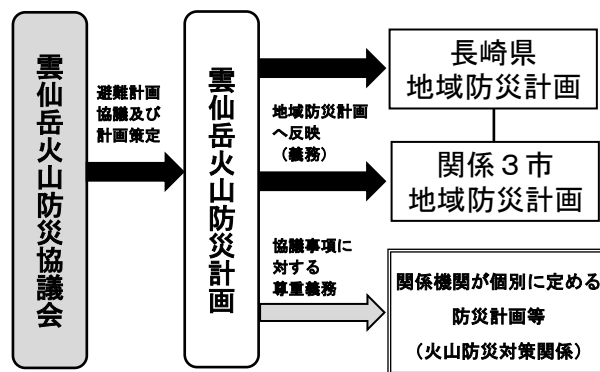 雲仙岳火山防災協議会
避難計画
協議及び
計画策定
雲仙岳火山防災計画
地域防災計画
へ反映
（義務）
協議事項に
対する
尊重義務
長崎県
地域防災計画
関係３市
地域防災計画
関係機関が個別に定める
防災計画等
（火山防災対策関係）